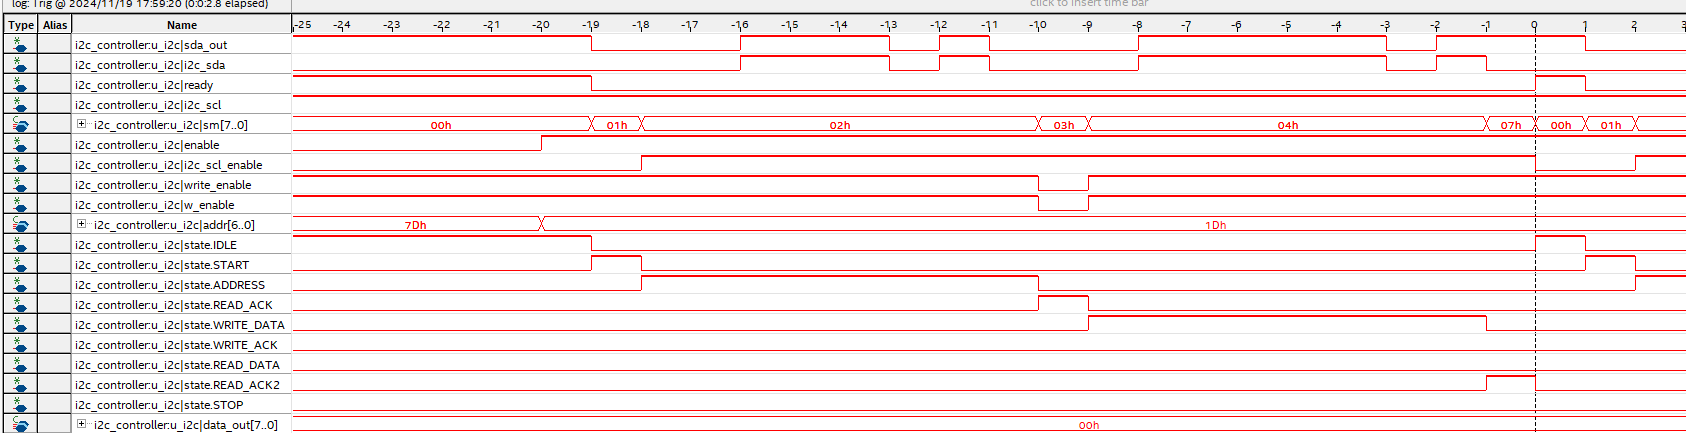 log: Trig @ 2024/11/19 17:59:20 (0:0:2.8 elapsed) click to insert time bar
Type Alias Name -25 -24 -23 -22 -21 -20 -19 -18 -17 -16 -15 -14 -13 -12 -11 -10 -9 -8 -7 -6 -5 -4 -3 -2 -1 0 1 2 3
i2c_controller:u_i2c|sda_out
i2c_controller:u_i2c|i2c_sda
i2c_controller:u_i2c|ready
i2c_controller:u_i2c|i2c_scl
i2c_controller:u_i2c|sm[7..0] 00h 01h 02h 03h 04h 07h 00h 01h
i2c_controller:u_i2c|enable
i2c_controller:u_i2c|i2c_scl_enable
i2c_controller:u_i2c|write_enable
i2c_controller:u_i2c|w_enable
i2c_controller:u_i2c|addr[6..0] 7Dh 1Dh
i2c_controller:u_i2c|state.IDLE
i2c_controller:u_i2c|state.START
i2c_controller:u_i2c|state.ADDRESS
i2c_controller:u_i2c|state.READ_ACK
i2c_controller:u_i2c|state.WRITE_DATA
i2c_controller:u_i2c|state.WRITE_ACK
i2c_controller:u_i2c|state.READ_DATA
i2c_controller:u_i2c|state.READ_ACK2
i2c_controller:u_i2c|state.STOP
i2c_controller:u_i2c|data_out[7..0] 00h